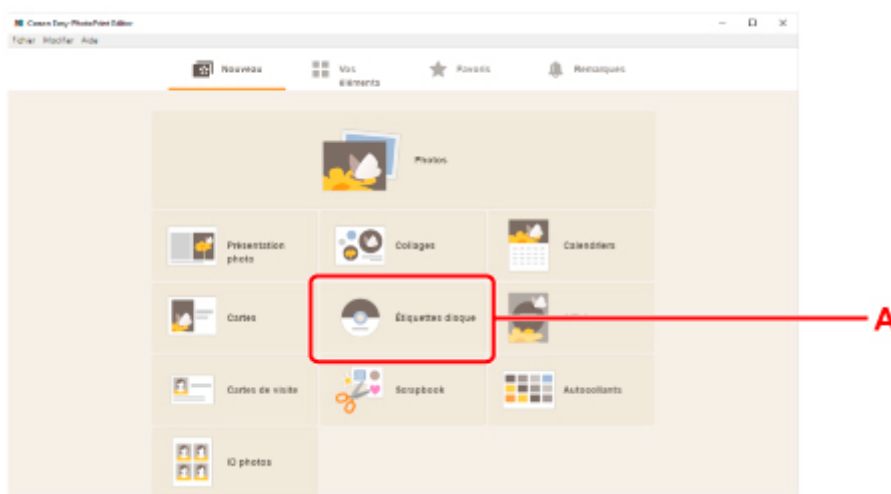 Canon Easy-PhotoPrint Editor
Fichier Modifier Aide
Nouveau
Vos
éléments
Favoris
Remarques
Photos
Présentation
photo
Collages
Calendriers
Cartes
Étiquettes disque
A
Cartes de visite
Scrapbook
Autocollants
ID photos